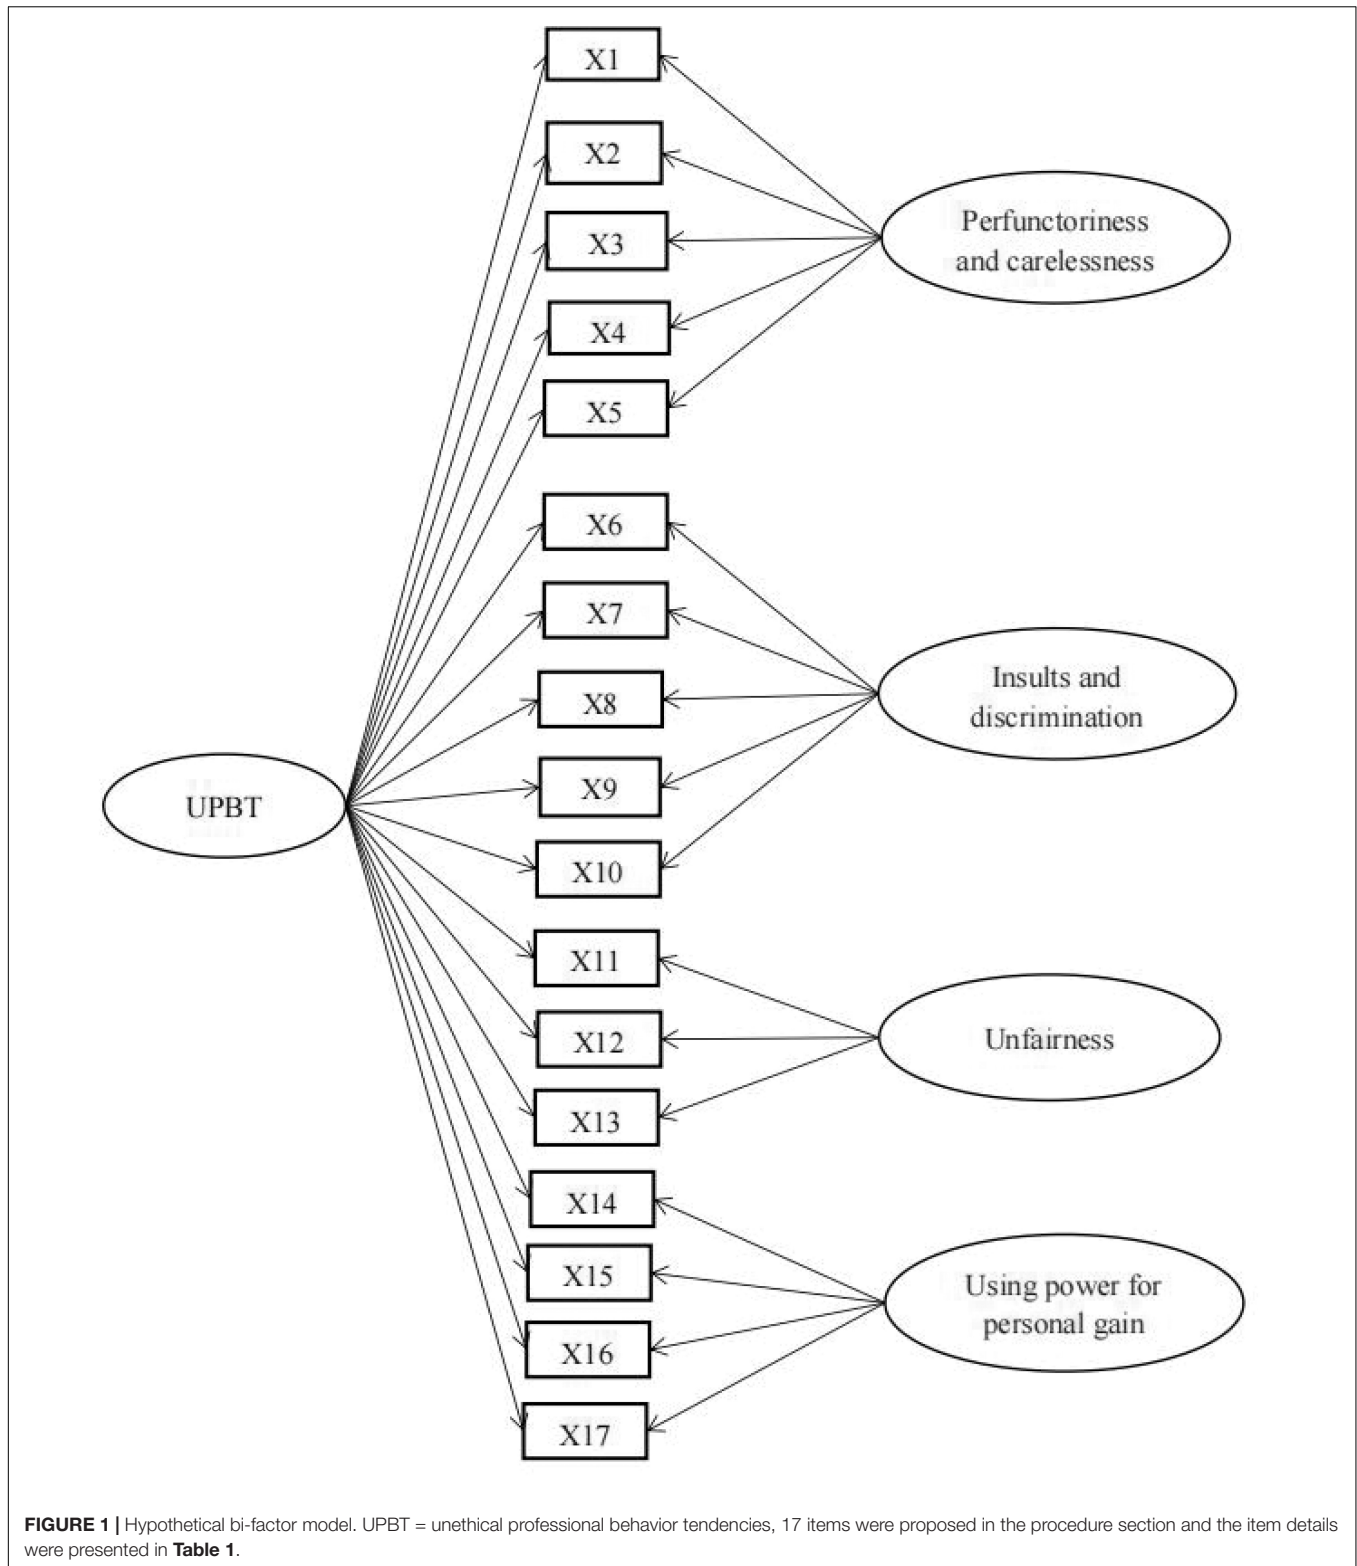 X1
X2
X3
X4
X5
X6
X7
X8
X9
X10
X11
X12
X13
X14
X15
X16
X17
UPBT
Perfunctoriness
and carelessness
Insults and
discrimination
Unfairness
Using power for
personal gain
FIGURE 1 | Hypothetical bi-factor model. UPBT = unethical professional behavior tendencies, 17 items were proposed in the procedure section and the item details
were presented in Table 1.